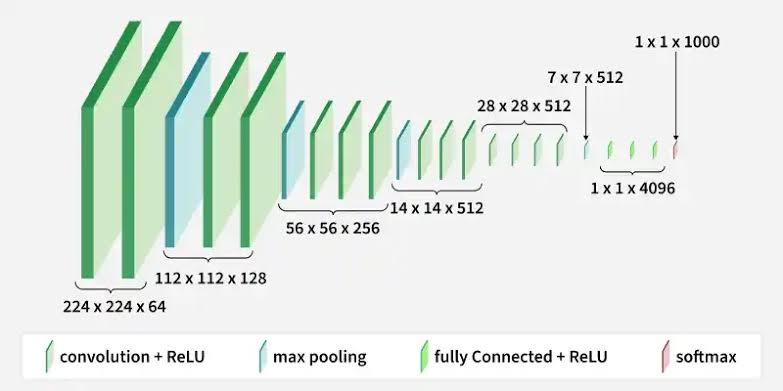 1 x 1 x 1000
7 x 7 x 512
28 x 28 x 512
1 x 1 x 4096
14 x 14 x 512
56 x 56 x 256
112 x 112 x 128
224 x 224 x 64
convolution + ReLU
max pooling
fully Connected + ReLU
softmax